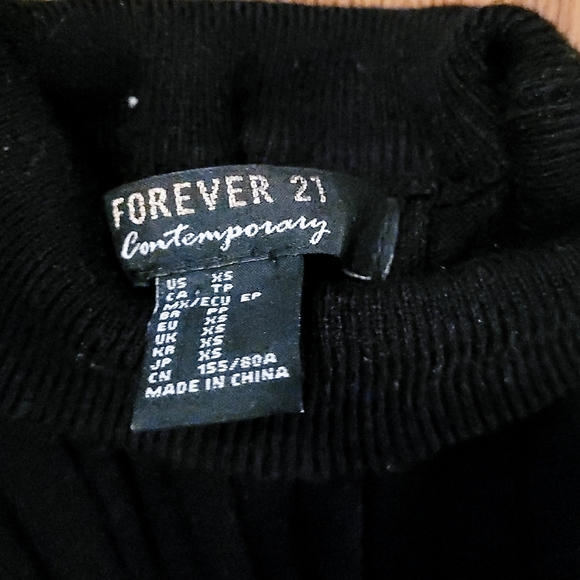 FOREVER 21
Contemporary
US XS
CA TP
MX/ECU EP
BR PP
EU XS
UK XS
KR XS
JP XS
CN 155/80A
MADE IN CHINA